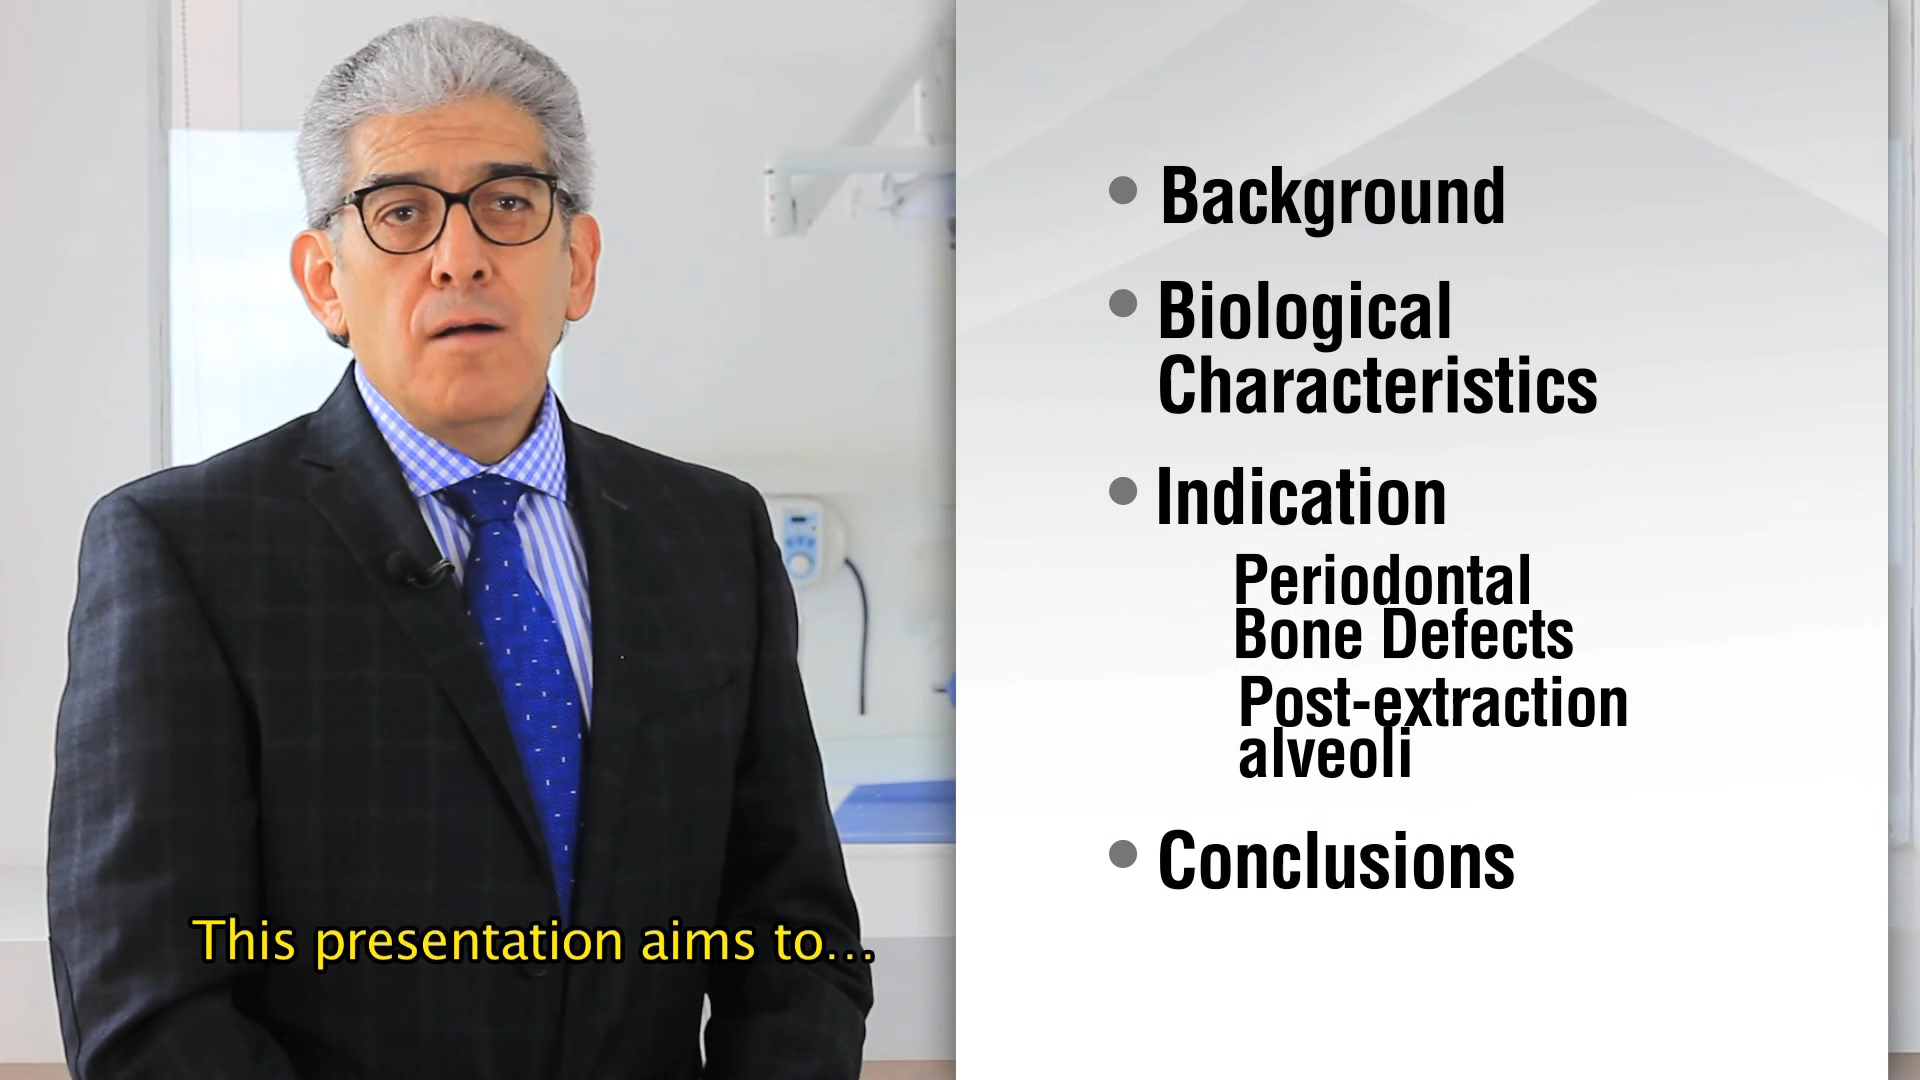 Background
Biological
Characteristics
Indication
Periodontal
Bone Defects
Post-extraction
alveoli
Conclusions
This presentation aims to...